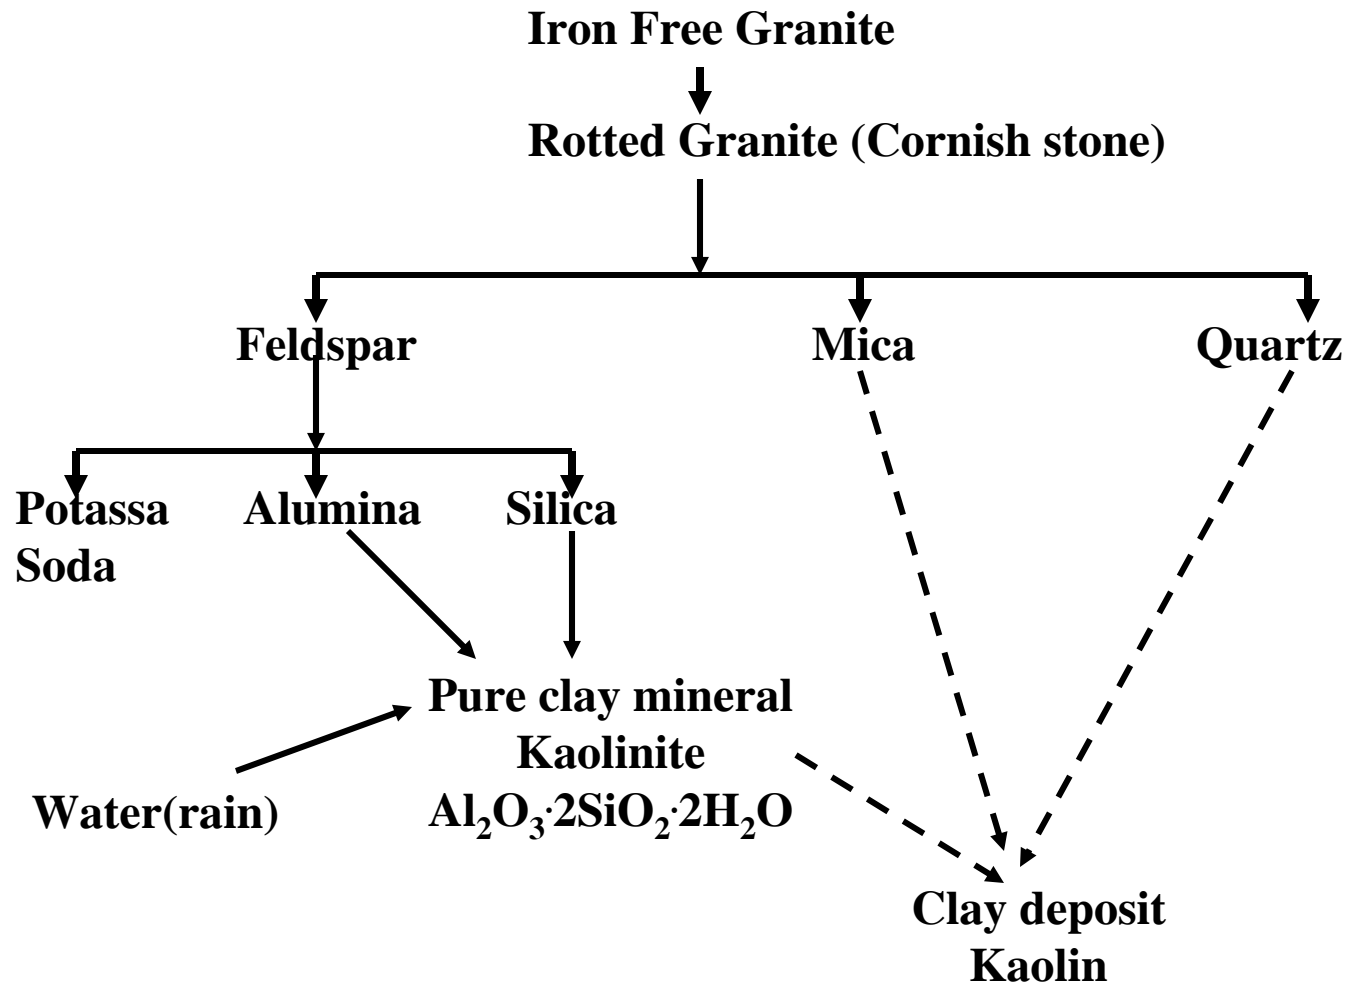 Iron Free Granite
Rotted Granite (Cornish stone)
Feldspar Mica Quartz
Potassa Alumina Silica
Soda
Pure clay mineral
Kaolinite
Water(rain) Al₂O₃·2SiO₂·2H₂O
Clay deposit
Kaolin